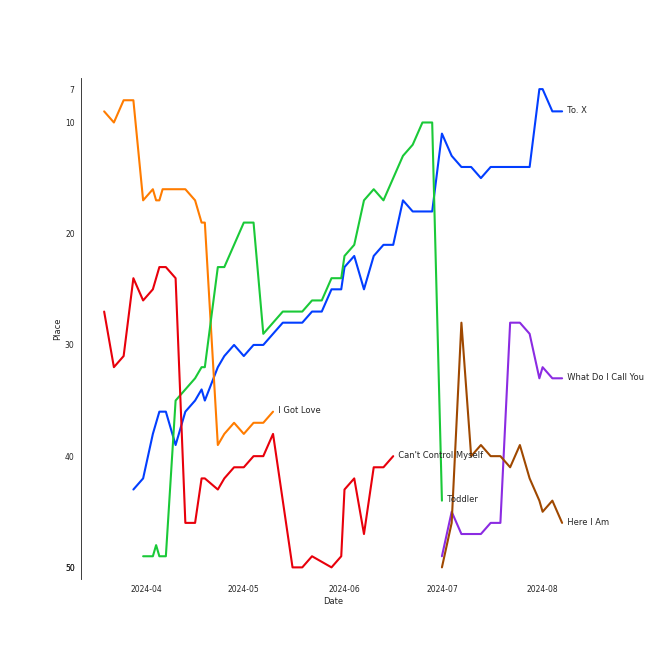 7
10
20
30
40
50
Place
To. X
What Do I Call You
I Got Love
Can't Control Myself
Toddler
Here I Am
2024-04
2024-05
2024-06
2024-07
2024-08
Date